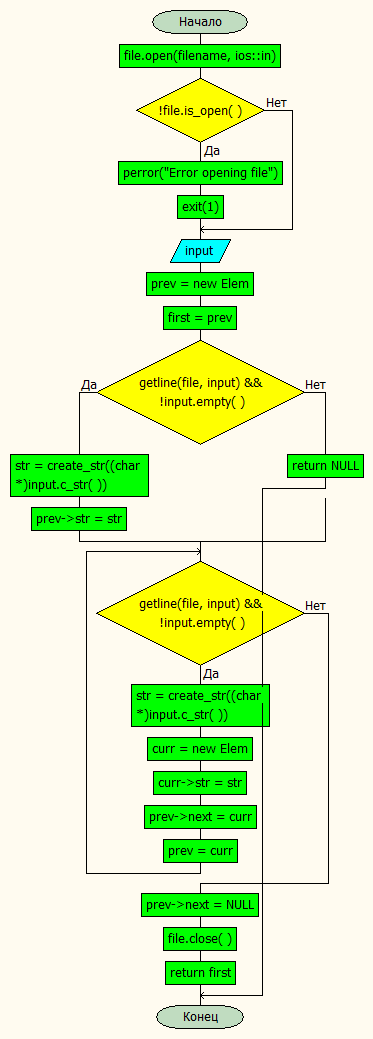 Начало
file.open(filename, ios::in)
!file.is_open( )
Нет
Да
perror("Error opening file")
exit(1)
input
prev = new Elem
first = prev
getline(file, input) &&
!input.empty( )
Да
Нет
str = create_str((char
*)input.c_str( ))
return NULL
prev->str = str
getline(file, input) &&
!input.empty( )
Нет
Да
str = create_str((char
*)input.c_str( ))
curr = new Elem
curr->str = str
prev->next = curr
prev = curr
prev->next = NULL
file.close( )
return first
Конец